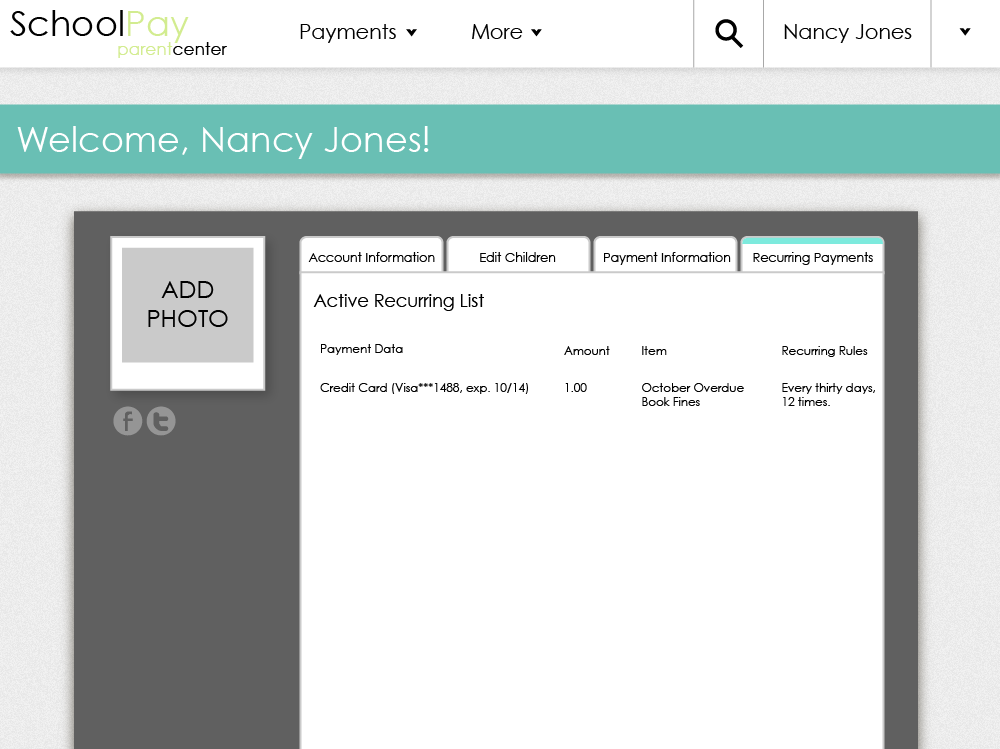 SchoolPay
parentcenter
Payments
More
Nancy Jones
Welcome, Nancy Jones!
ADD
PHOTO
Account Information
Edit Children
Payment Information
Recurring Payments
Active Recurring List
Payment Data
Amount
Item
Recurring Rules
Credit Card (Visa***1488, exp. 10/14)
1.00
October Overdue
Book Fines
Every thirty days,
12 times.